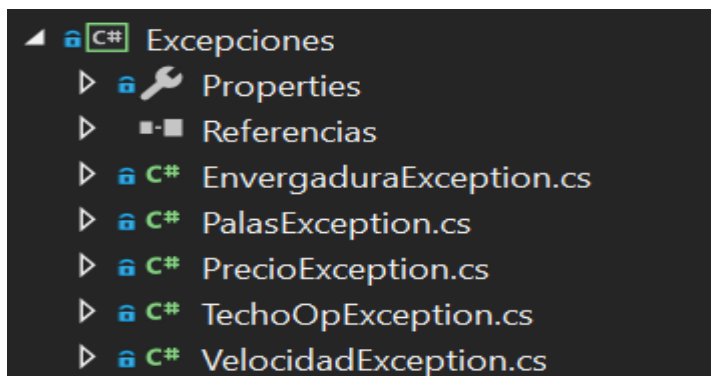 C# Excepciones
Properties
Referencias
C# EnvergaduraException.cs
C# PalasException.cs
C# PrecioException.cs
C# TechoOpException.cs
C# VelocidadException.cs